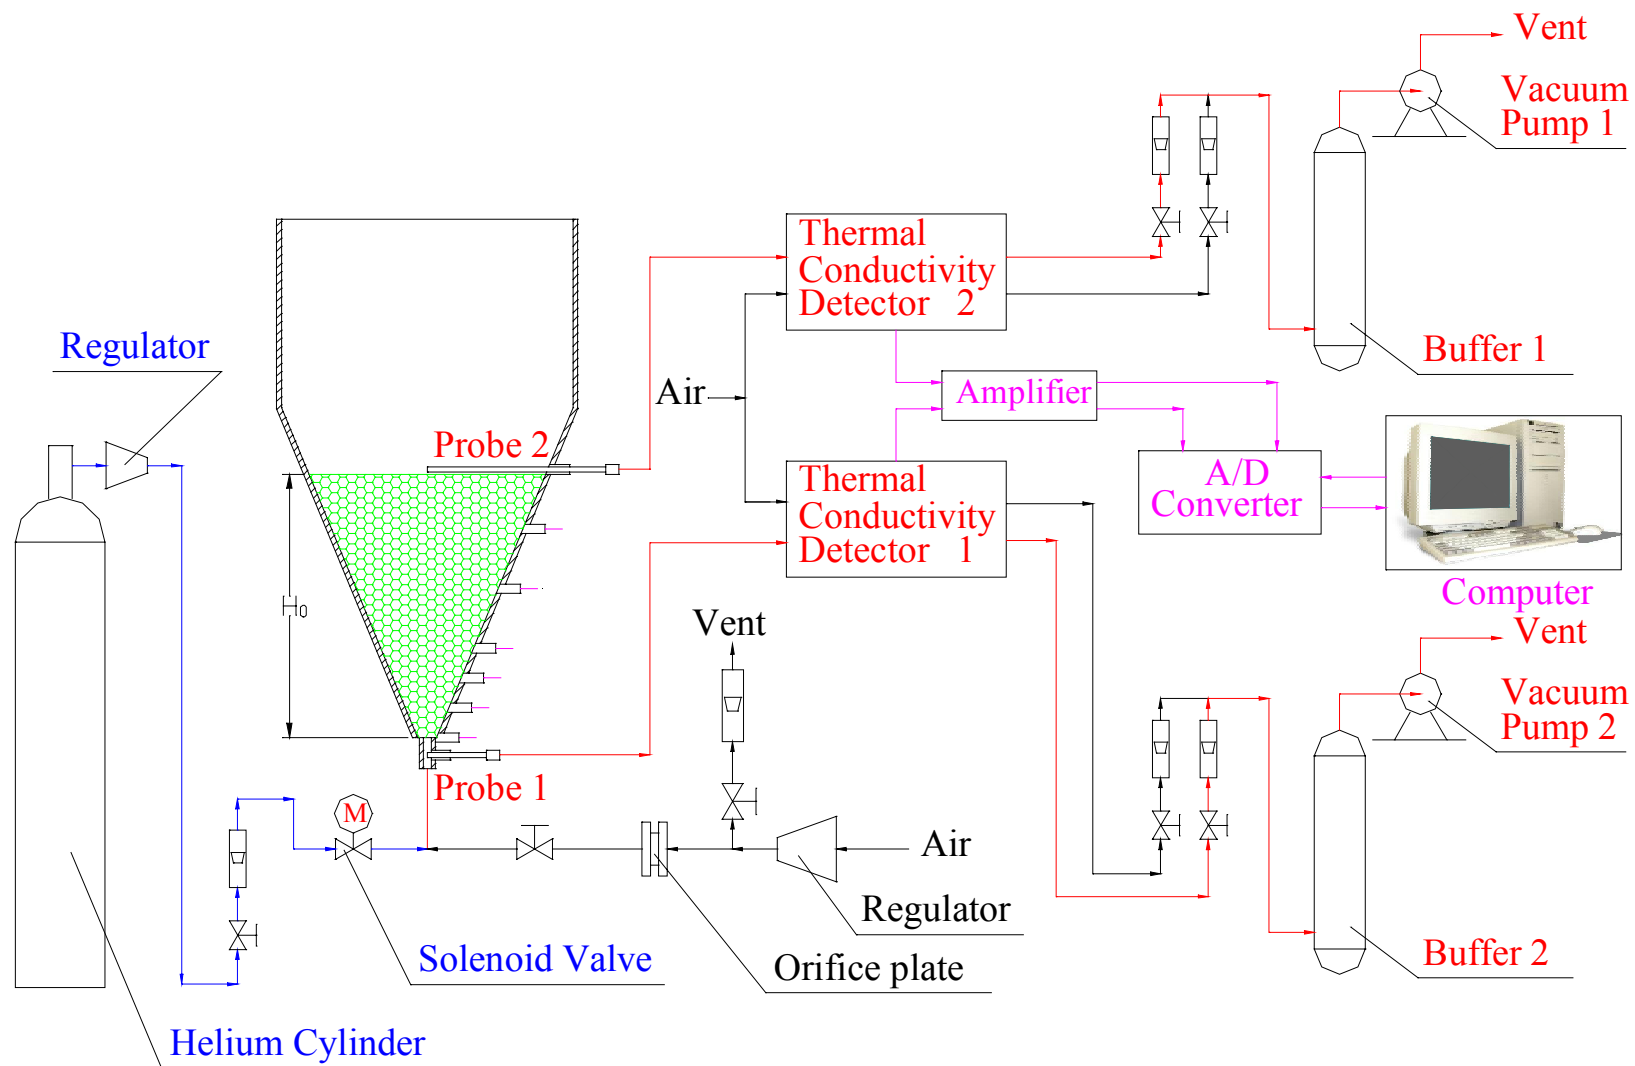 Vent
Vacuum
Pump 1
Thermal
Conductivity
Detector 2
Regulator
Buffer 1
Air
Amplifier
Probe 2
Thermal
Conductivity
Detector 1
A/D
Converter
Computer
H0
Vent
Vent
Vacuum
Pump 2
Probe 1
M
Air
Regulator
Solenoid Valve
Orifice plate
Buffer 2
Helium Cylinder